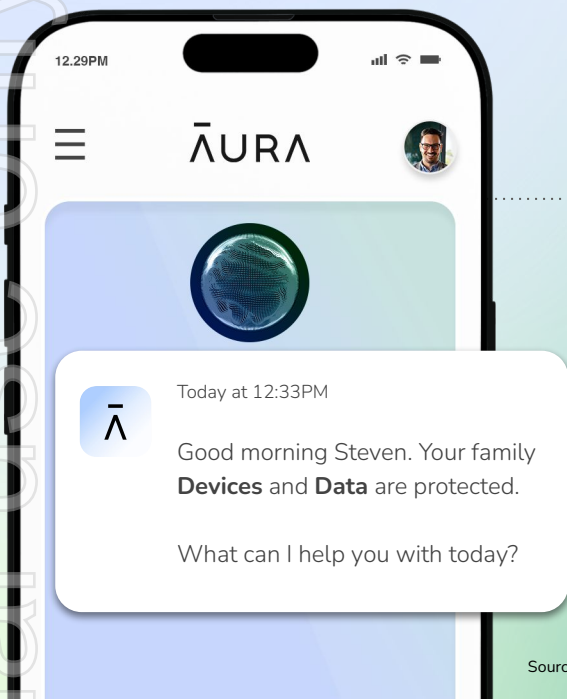 12.29PM
ĀURA
Today at 12:33PM
Ā
Good morning Steven. Your family
Devices and Data are protected.
What can I help you with today?